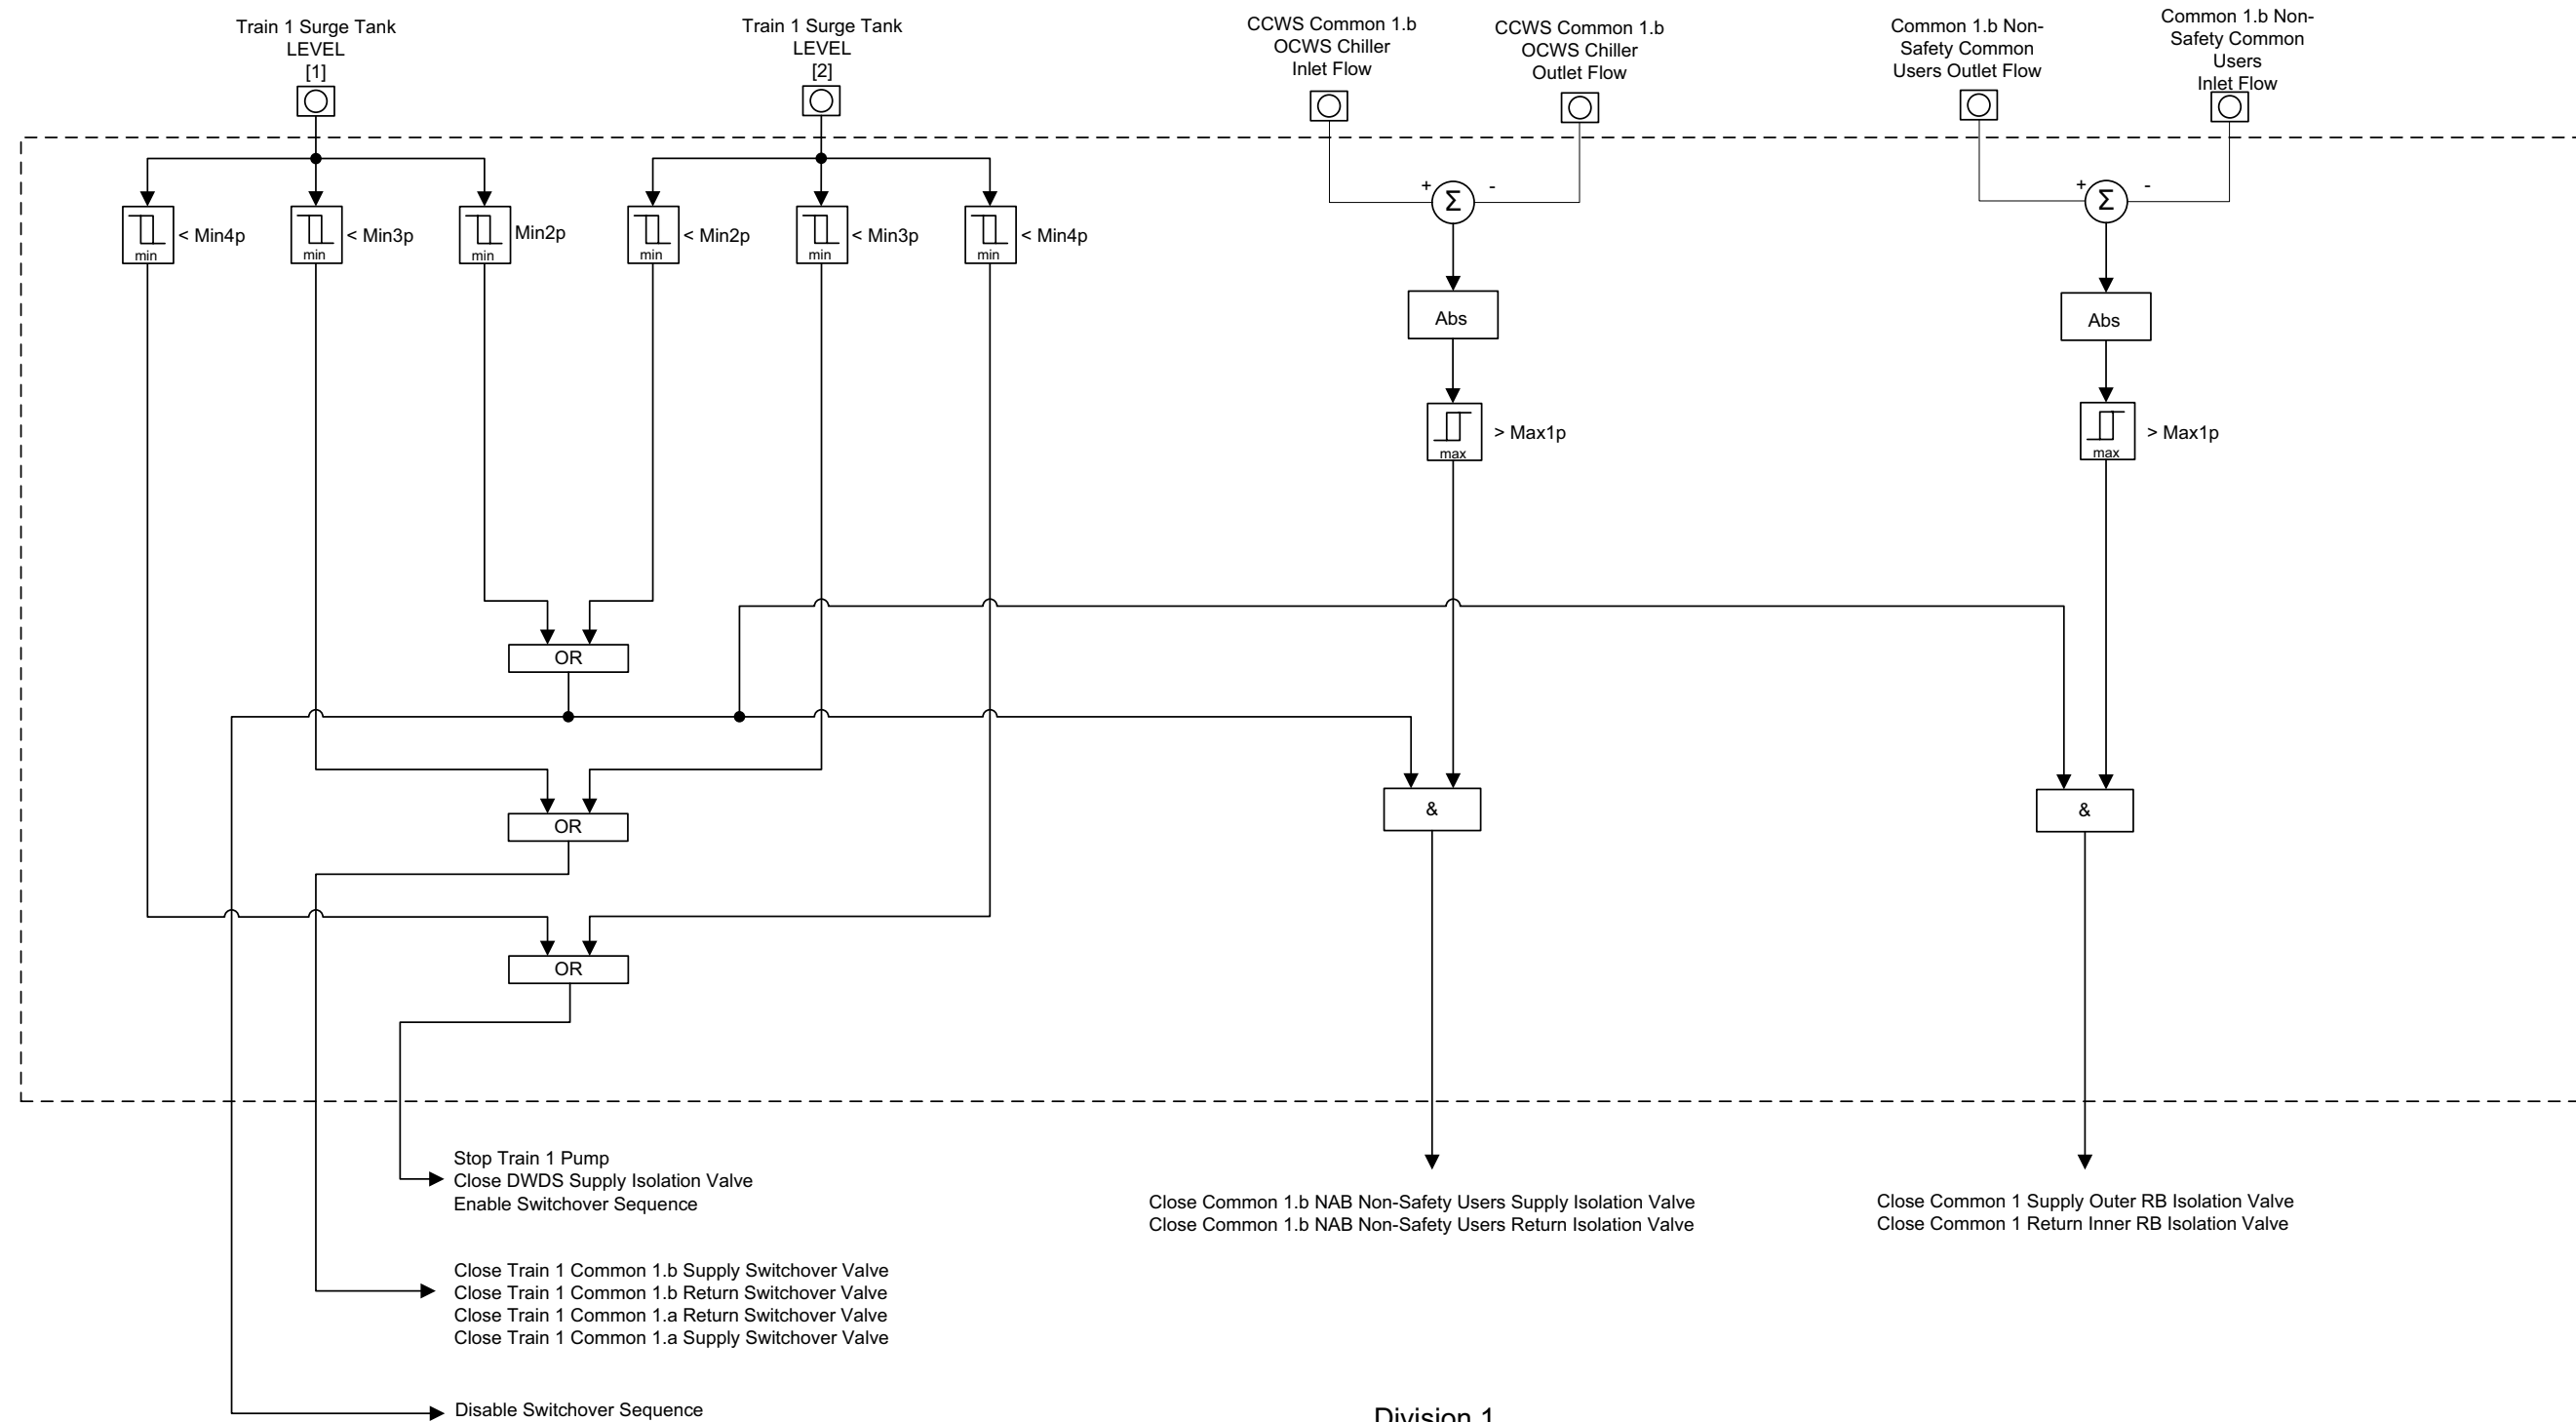 Train 1 Surge Tank
LEVEL
[1]
Train 1 Surge Tank
LEVEL
[2]
CCWS Common 1.b
OCWS Chiller
Inlet Flow
CCWS Common 1.b
OCWS Chiller
Outlet Flow
Common 1.b Non-
Safety Common
Users Outlet Flow
Common 1.b Non-
Safety Common
Users
Inlet Flow
+
Σ
-
+
Σ
-
min
< Min4p
min
< Min3p
min
Min2p
min
< Min2p
min
< Min3p
min
< Min4p
Abs
Abs
max
> Max1p
max
> Max1p
OR
OR
&
&
OR
Stop Train 1 Pump
Close DWDS Supply Isolation Valve
Enable Switchover Sequence
Close Common 1.b NAB Non-Safety Users Supply Isolation Valve
Close Common 1.b NAB Non-Safety Users Return Isolation Valve
Close Common 1 Supply Outer RB Isolation Valve
Close Common 1 Return Inner RB Isolation Valve
Close Train 1 Common 1.b Supply Switchover Valve
Close Train 1 Common 1.b Return Switchover Valve
Close Train 1 Common 1.a Return Switchover Valve
Close Train 1 Common 1.a Supply Switchover Valve
Disable Switchover Sequence
Division 1